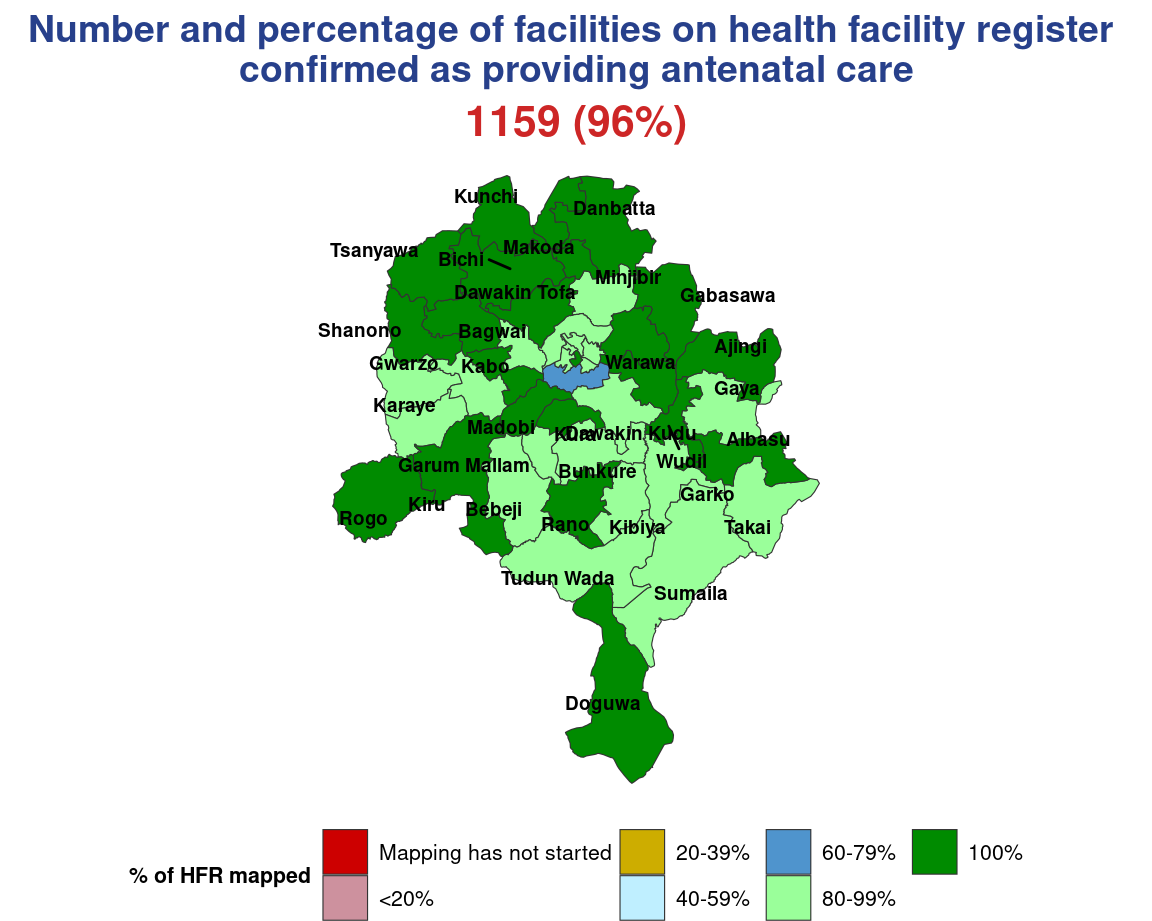 Number and percentage of facilities on health facility register
confirmed as providing antenatal care
1159 (96%)
Kunchi
Danbatta
Tsanyawa
Makoda
Bichi
Minjibir
Dawakin Tofa
Gabasawa
Shanono
Bagwai
Ajingi
Gwarzo
Kabo
Warawa
Gaya
Karaye
Madobi
Kura
Dawakin Kudu
Albasu
Garum Mallam
Wudil
Bunkure
Garko
Kiru
Bebeji
Rogo
Rano
Kibiya
Takai
Tudun Wada
Sumaila
Doguwa
% of HFR mapped
Mapping has not started
<20%
20-39%
40-59%
60-79%
80-99%
100%